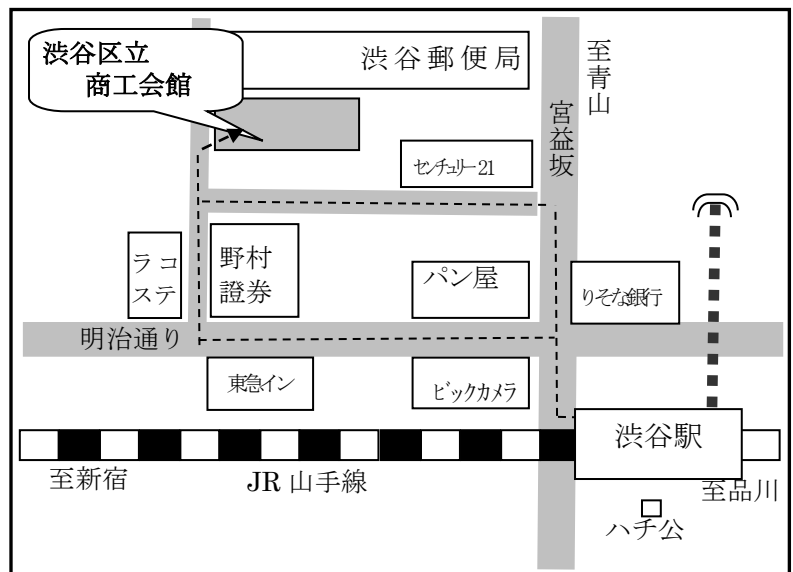 渋谷区立
商工会館
渋谷郵便局
至青山
宮益坂
センチュリー21
ラコ
ステ
野村
證券
パン屋
りそな銀行
明治通り
東急イン
ビックカメラ
渋谷駅
至新宿
JR 山手線
至品川
ハチ公